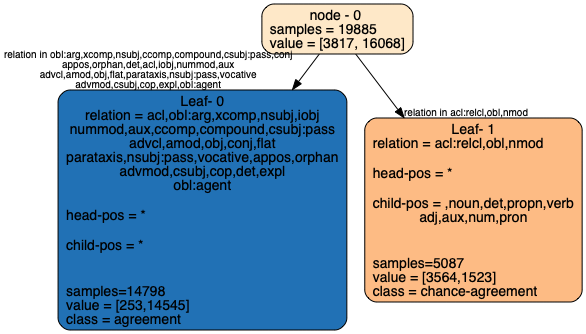 node - 0
samples = 19885
value = [3817, 16068]
relation in obl:arg,xcomp,nsubj,ccomp,compound,csubj:pass,conj
appos,orphan,det,acl,iobj,nummod,aux
advcl,amod,obj,flat,parataxis,nsubj:pass,vocative
advmod,csubj,cop,expl,obl:agent
relation in acl:relcl,obl,nmod
Leaf- 0
relation = acl,obl:arg,xcomp,nsubj,iobj
nummod,aux,ccomp,compound,csubj:pass
advcl,amod,obj,conj,flat
parataxis,nsubj:pass,vocative,appos,orphan
advmod,csubj,cop,det,expl
obl:agent
head-pos = *
child-pos = *
samples=14798
value = [253,14545]
class = agreement
Leaf- 1
relation = acl:relcl,obl,nmod
head-pos = *
child-pos = ,noun,det,propn,verb
adj,aux,num,pron
samples=5087
value = [3564,1523]
class = chance-agreement